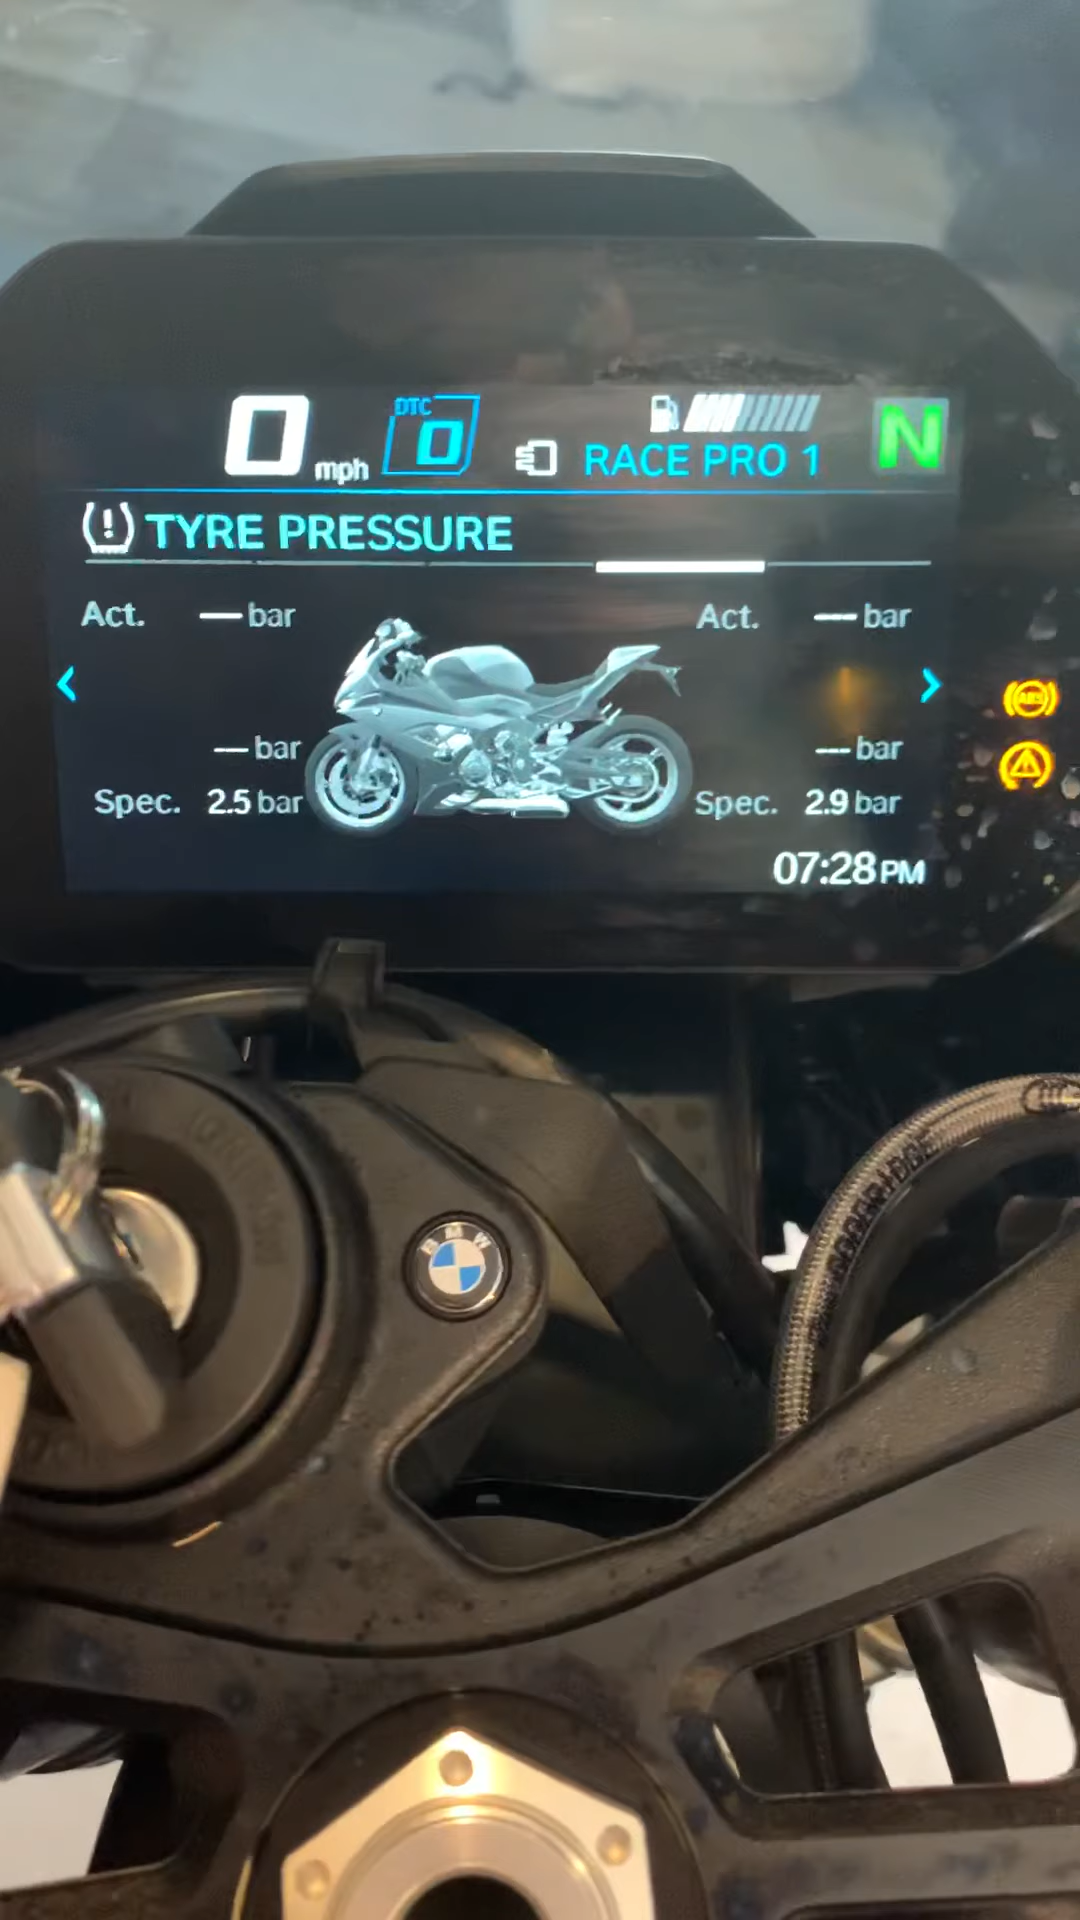 0 mph DTC 0 RACE PRO 1 N
TYRE PRESSURE
Act. — bar Act. — bar
— bar — bar
Spec. 2.5 bar Spec. 2.9 bar
ABS
07:28 PM
BMW